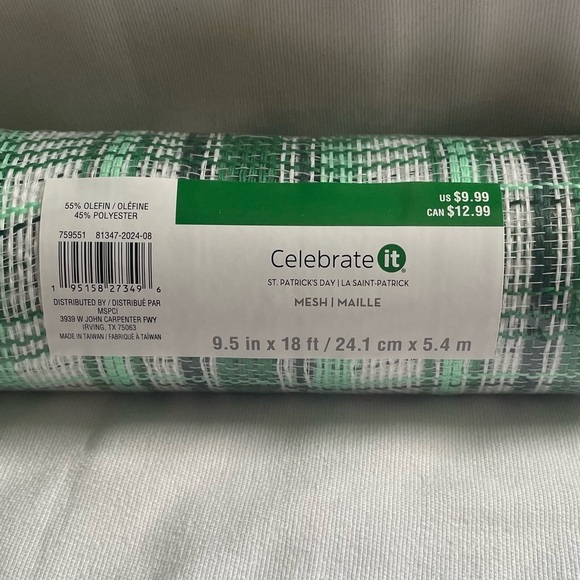 55% OLEFIN / OLÉFINE
45% POLYESTER
759551 81347-2024-08
1 95158 27349 6
DISTRIBUTED BY / DISTRIBUÉ PAR
MSPCI
3939 W JOHN CARPENTER FWY
IRVING, TX 75063
MADE IN TAIWAN / FABRIQUÉ À TAÏWAN
US $9.99
CAN $12.99
Celebrate it®
ST. PATRICK'S DAY | LA SAINT-PATRICK
MESH | MAILLE
9.5 in x 18 ft / 24.1 cm x 5.4 m